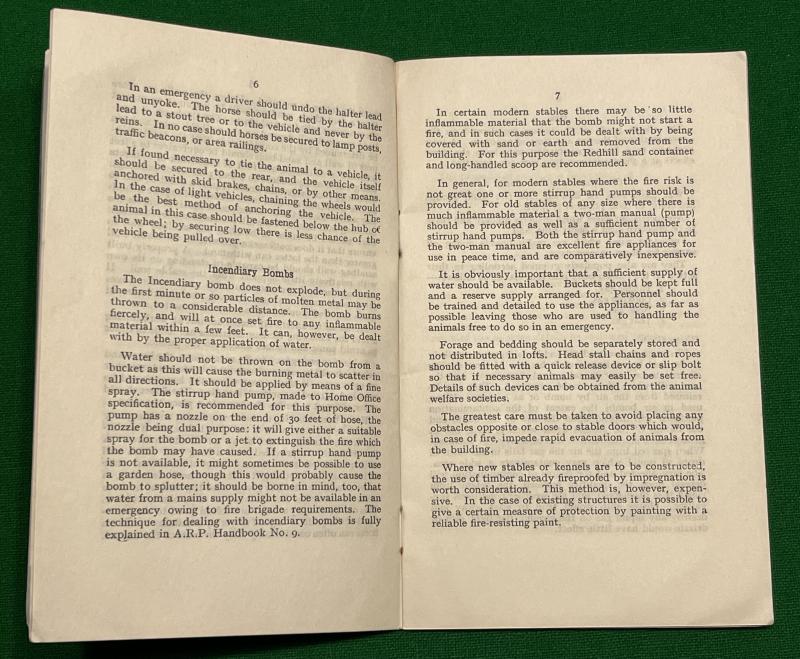 6
In an emergency a driver should undo the halter lead
and unyoke. The horse should be tied by the halter
lead to a stout tree or to the vehicle and never by the
reins. In no case should horses be secured to lamp posts,
traffic beacons, or area railings.
If found necessary to tie the animal to a vehicle, it
should be secured to the rear, and the vehicle itself
anchored with skid brakes, chains, or by other means.
In the case of light vehicles, chaining the wheels would
be the best method of anchoring the vehicle. The
animal in this case should be fastened below the hub of
the wheel; by securing low there is less chance of the
vehicle being pulled over.
Incendiary Bombs
The Incendiary bomb does not explode, but during
the first minute or so particles of molten metal may be
thrown to a considerable distance. The bomb burns
fiercely, and will at once set fire to any inflammable
material within a few feet. It can, however, be dealt
with by the proper application of water.
Water should not be thrown on the bomb from a
bucket as this will cause the burning metal to scatter in
all directions. It should be applied by means of a fine
spray. The stirrup hand pump, made to Home Office
specification, is recommended for this purpose. The
pump has a nozzle on the end of 30 feet of hose, the
nozzle being dual purpose: it will give either a suitable
spray for the bomb or a jet to extinguish the fire which
the bomb may have caused. If a stirrup hand pump
is not available, it might sometimes be possible to use
a garden hose, though this would probably cause the
bomb to splutter; it should be borne in mind, too, that
water from a mains supply might not be available in an
emergency owing to fire brigade requirements. The
technique for dealing with incendiary bombs is fully
explained in A.R.P. Handbook No. 9.
7
In certain modern stables there may be so little
inflammable material that the bomb might not start a
fire, and in such cases it could be dealt with by being
covered with sand or earth and removed from the
building. For this purpose the Redhill sand container
and long-handled scoop are recommended.
In general, for modern stables where the fire risk is
not great one or more stirrup hand pumps should be
provided. For old stables of any size where there is
much inflammable material a two-man manual (pump)
should be provided as well as a sufficient number of
stirrup hand pumps. Both the stirrup hand pump and
the two-man manual are excellent fire appliances for
use in peace time, and are comparatively inexpensive.
It is obviously important that a sufficient supply of
water should be available. Buckets should be kept full
and a reserve supply arranged for. Personnel should
be trained and detailed to use the appliances, as far as
possible leaving those who are used to handling the
animals free to do so in an emergency.
Forage and bedding should be separately stored and
not distributed in lofts. Head stall chains and ropes
should be fitted with a quick release device or slip bolt
so that if necessary animals may easily be set free.
Details of such devices can be obtained from the animal
welfare societies.
The greatest care must be taken to avoid placing any
obstacles opposite or close to stable doors which would,
in case of fire, impede rapid evacuation of animals from
the building.
Where new stables or kennels are to be constructed,
the use of timber already fireproofed by impregnation is
worth consideration. This method is, however, expen-
sive. In the case of existing structures it is possible to
give a certain measure of protection by painting with a
reliable fire-resisting paint.